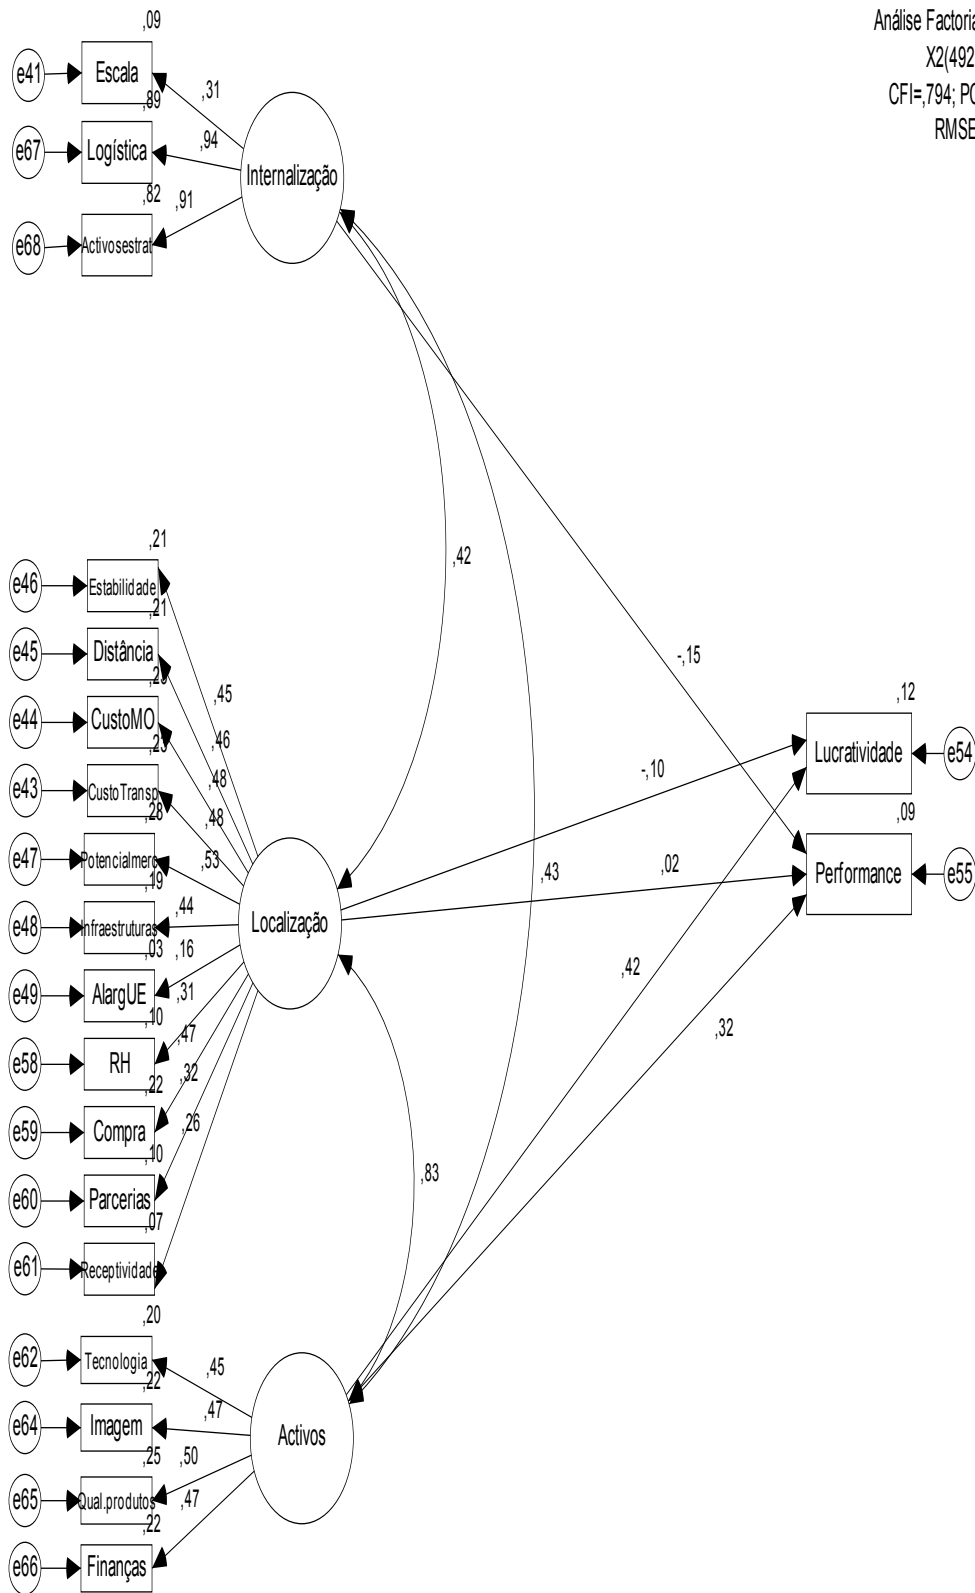 Análise Factoria
X2(492
CFI=,794; PC
RMSE
,09
e41
Escala
,31
,89
e67
Logística
,94
Internalização
,82
,91
e68
Activosestrat
,42
,21
e46
Estabilidade
,21
e45
Distância
-,15
,45
e44
CustoMO
,12
,46
,23
Lucratividade
e54
,48
-,10
e43
CustoTransp
,48
,28
,09
,53
,02
,43
e47
Potencialmerc
Performance
e55
,19
,44
e48
Infraestruturas
Localização
,03
,16
,42
e49
AlargUE
,31
,10
,32
,47
e58
RH
,32
,22
,26
e59
Compra
,10
,83
e60
Parcerias
,07
e61
Receptividade
,20
e62
Tecnologia
,45
,22
,47
e64
Imagem
Activos
,25
,50
e65
Qual.produtos
,47
,22
e66
Finanças